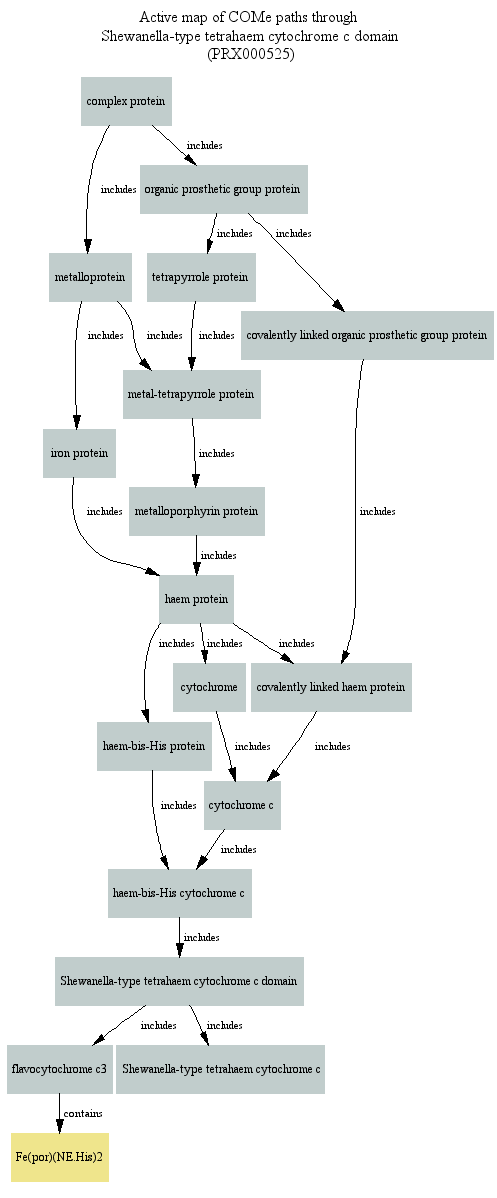 Active map of COMe paths through
Shewanella-type tetrahaem cytochrome c domain
(PRX000525)
complex protein
includes
organic prosthetic group protein
includes
includes
includes
metalloprotein
tetrapyrrole protein
covalently linked organic prosthetic group protein
includes
includes
includes
metal-tetrapyrrole protein
iron protein
includes
metalloporphyrin protein
includes
includes
includes
haem protein
includes
includes
includes
cytochrome
covalently linked haem protein
haem-bis-His protein
includes
includes
cytochrome c
includes
includes
haem-bis-His cytochrome c
includes
Shewanella-type tetrahaem cytochrome c domain
includes
includes
flavocytochrome c3
Shewanella-type tetrahaem cytochrome c
contains
Fe(por)(NE.His)2